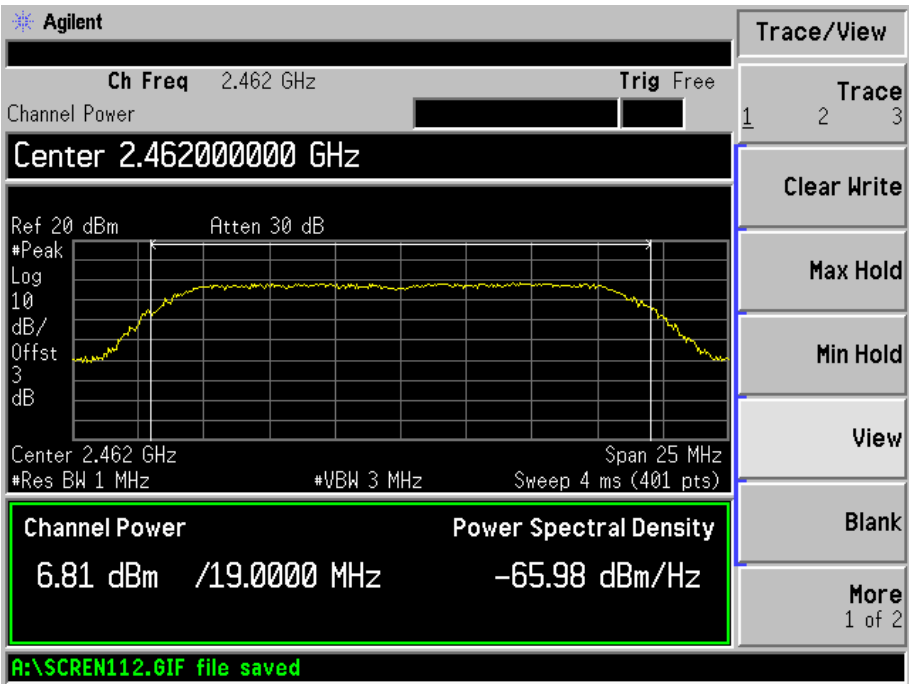 Agilent
Trace/View
Ch Freq 2.462 GHz Trig Free
Channel Power
Trace
1 2 3
Center 2.462000000 GHz
Clear Write
Ref 20 dBm Atten 30 dB
#Peak
Log
10
dB/
Offst
3
dB
Max Hold
Min Hold
View
Center 2.462 GHz Span 25 MHz
#Res BW 1 MHz #VBW 3 MHz Sweep 4 ms (401 pts)
Channel Power Power Spectral Density
6.81 dBm /19.0000 MHz -65.98 dBm/Hz
Blank
More
1 of 2
A:\SCREN112.GIF file saved